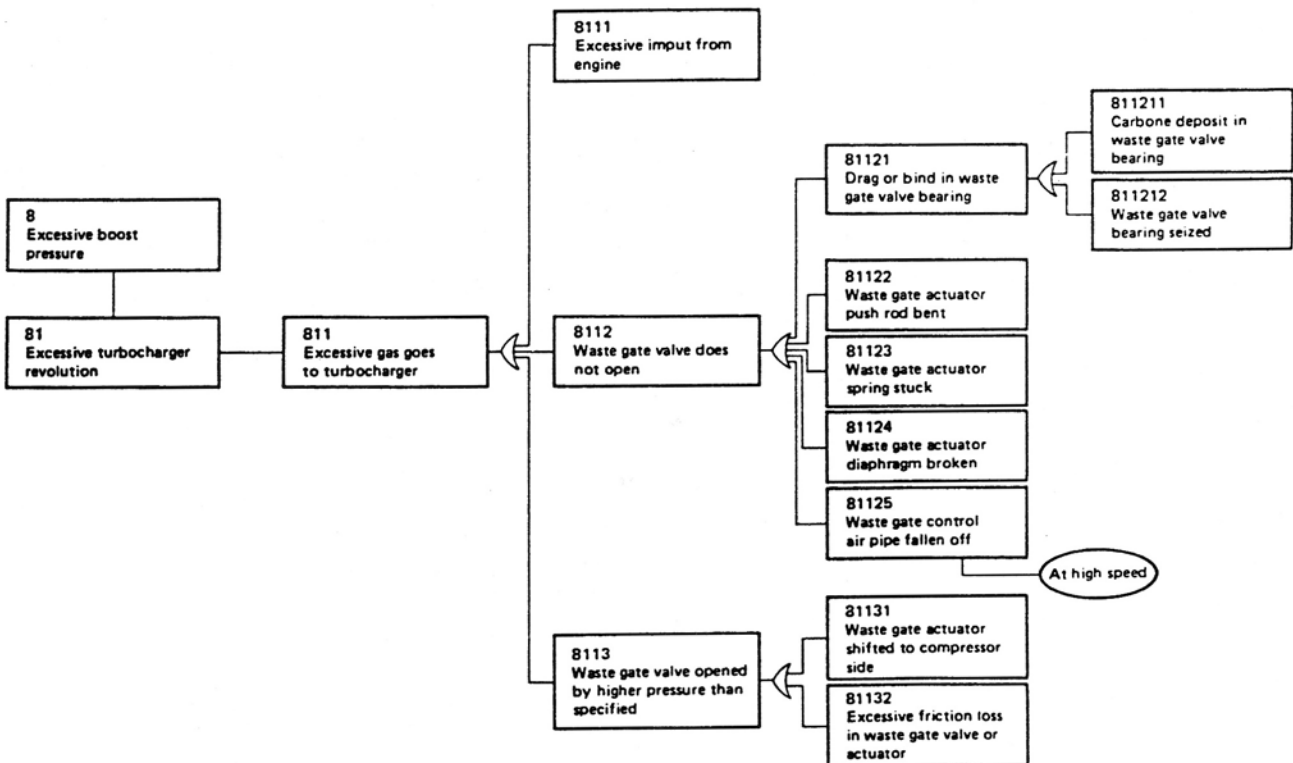 8
Excessive boost
pressure
81
Excessive turbocharger
revolution
811
Excessive gas goes
to turbocharger
8111
Excessive imput from
engine
8112
Waste gate valve does
not open
8113
Waste gate valve opened
by higher pressure than
specified
81121
Drag or bind in waste
gate valve bearing
81122
Waste gate actuator
push rod bent
81123
Waste gate actuator
spring stuck
81124
Waste gate actuator
diaphragm broken
81125
Waste gate control
air pipe fallen off
At high speed
81131
Waste gate actuator
shifted to compressor
side
81132
Excessive friction loss
in waste gate valve or
actuator
811211
Carbone deposit in
waste gate valve
bearing
811212
Waste gate valve
bearing seized